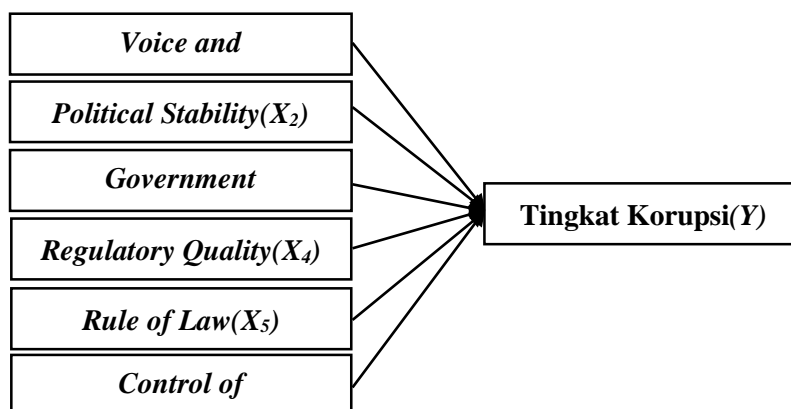 Voice and
Political Stability(X₂)
Government
Regulatory Quality(X₄)
Rule of Law(X₅)
Control of
Tingkat Korupsi(Y)